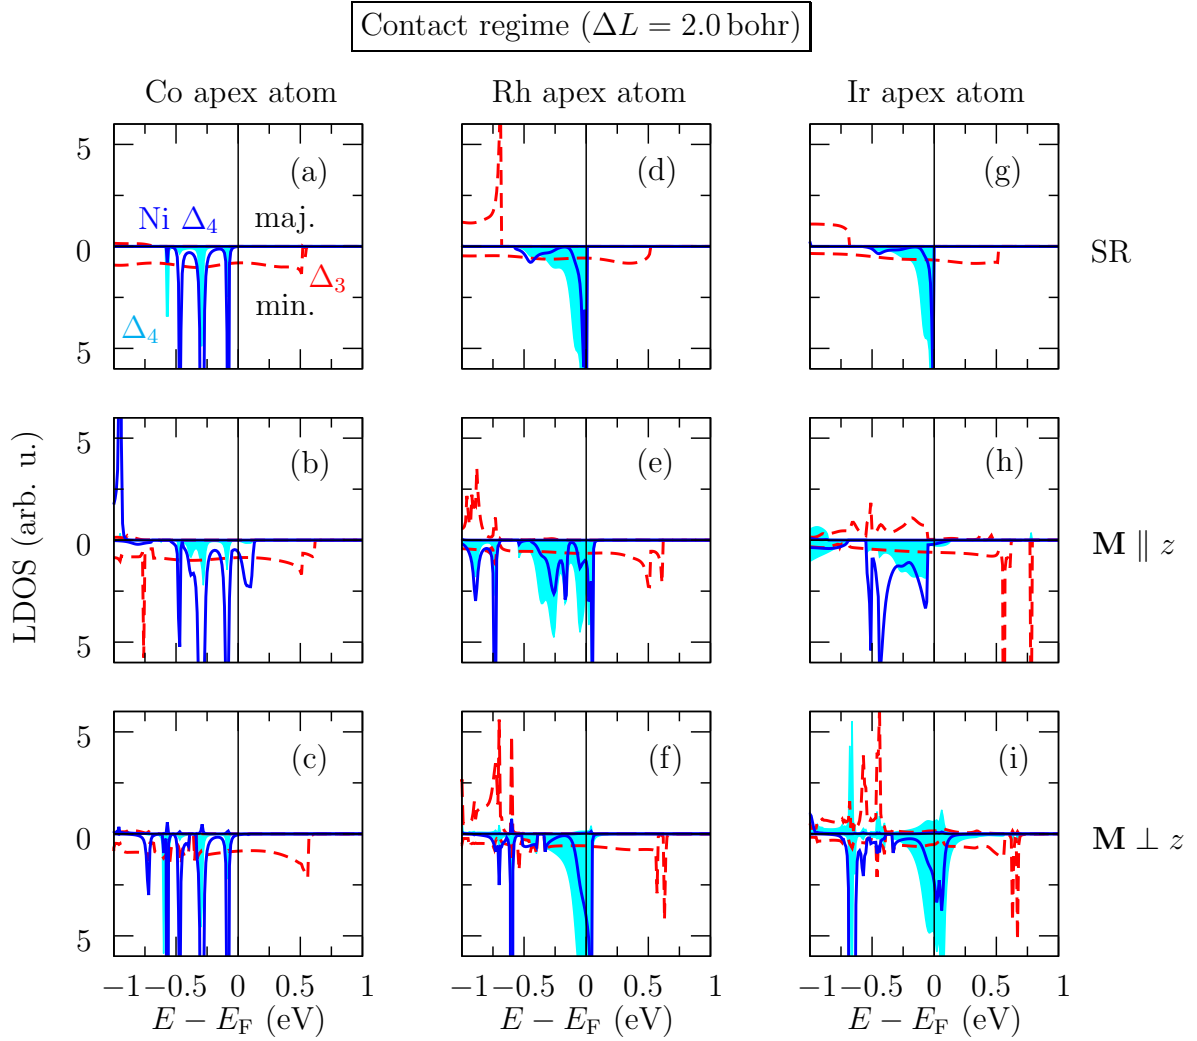 Contact regime (ΔL = 2.0 bohr)
Co apex atom
Rh apex atom
Ir apex atom
5
(a)
(d)
(g)
Ni Δ₄
maj.
0
SR
Δ₃
min.
Δ₄
5
LDOS (arb. u.)
5
(b)
(e)
(h)
0
M ∥ z
5
5
(c)
(f)
(i)
0
M ⊥ z
5
−1 −0.5 0 0.5 1
−1 −0.5 0 0.5 1
−1 −0.5 0 0.5 1
E − E_F (eV)
E − E_F (eV)
E − E_F (eV)